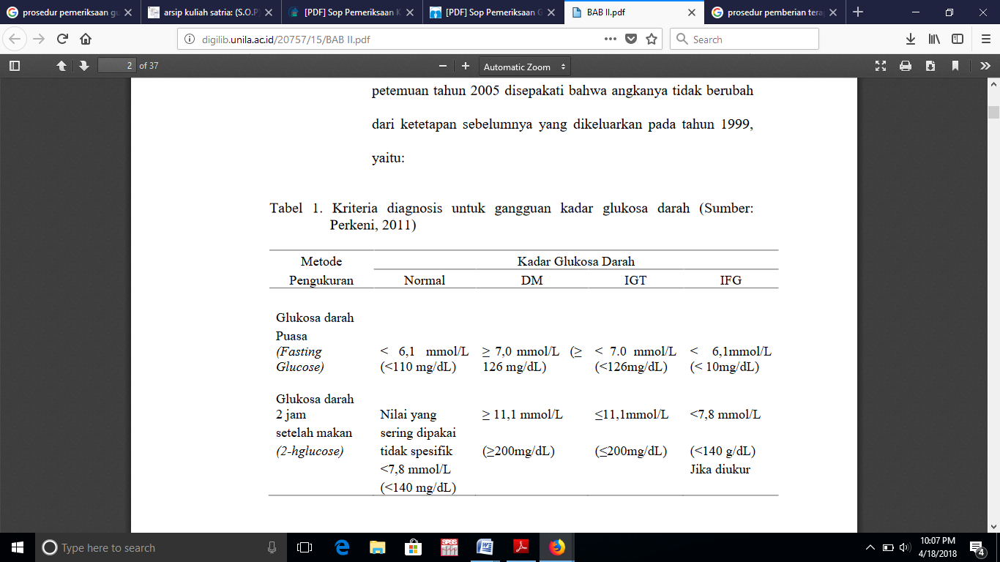 prosedur pemeriksaan gu
arsip kuliah satria: (S.O.P)
[PDF] Sop Pemeriksaan K
[PDF] Sop Pemeriksaan G
BAB II.pdf
prosedur pemberian tera
digilib.unila.ac.id/20757/15/BAB II.pdf
Search
2 of 37
Automatic Zoom
petemuan tahun 2005 disepakati bahwa angkanya tidak berubah
dari ketetapan sebelumnya yang dikeluarkan pada tahun 1999,
yaitu:
Tabel 1. Kriteria diagnosis untuk gangguan kadar glukosa darah (Sumber:
Perkeni, 2011)
Metode Kadar Glukosa Darah
Pengukuran Normal DM IGT IFG
Glukosa darah
Puasa
(Fasting < 6,1 mmol/L ≥ 7,0 mmol/L (≥ < 7.0 mmol/L < 6,1mmol/L
Glucose) (<110 mg/dL) 126 mg/dL) (<126mg/dL) (< 10mg/dL)
Glukosa darah
2 jam Nilai yang ≥ 11,1 mmol/L ≤11,1mmol/L <7,8 mmol/L
setelah makan sering dipakai
(2-hglucose) tidak spesifik (≥200mg/dL) (≤200mg/dL) (<140 g/dL)
<7,8 mmol/L Jika diukur
(<140 mg/dL)
Type here to search
SPSS
10:07 PM
4/18/2018
4